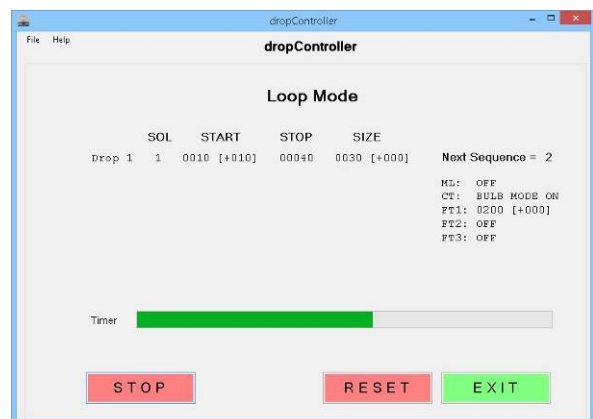 dropController
File Help
dropController
Loop Mode
SOL START STOP SIZE
Drop 1 1 0010 [+010] 00040 0030 [+000]
Next Sequence = 2
ML: OFF
CT: BULB MODE ON
FT1: 0200 [+000]
FT2: OFF
FT3: OFF
Timer
STOP RESET EXIT